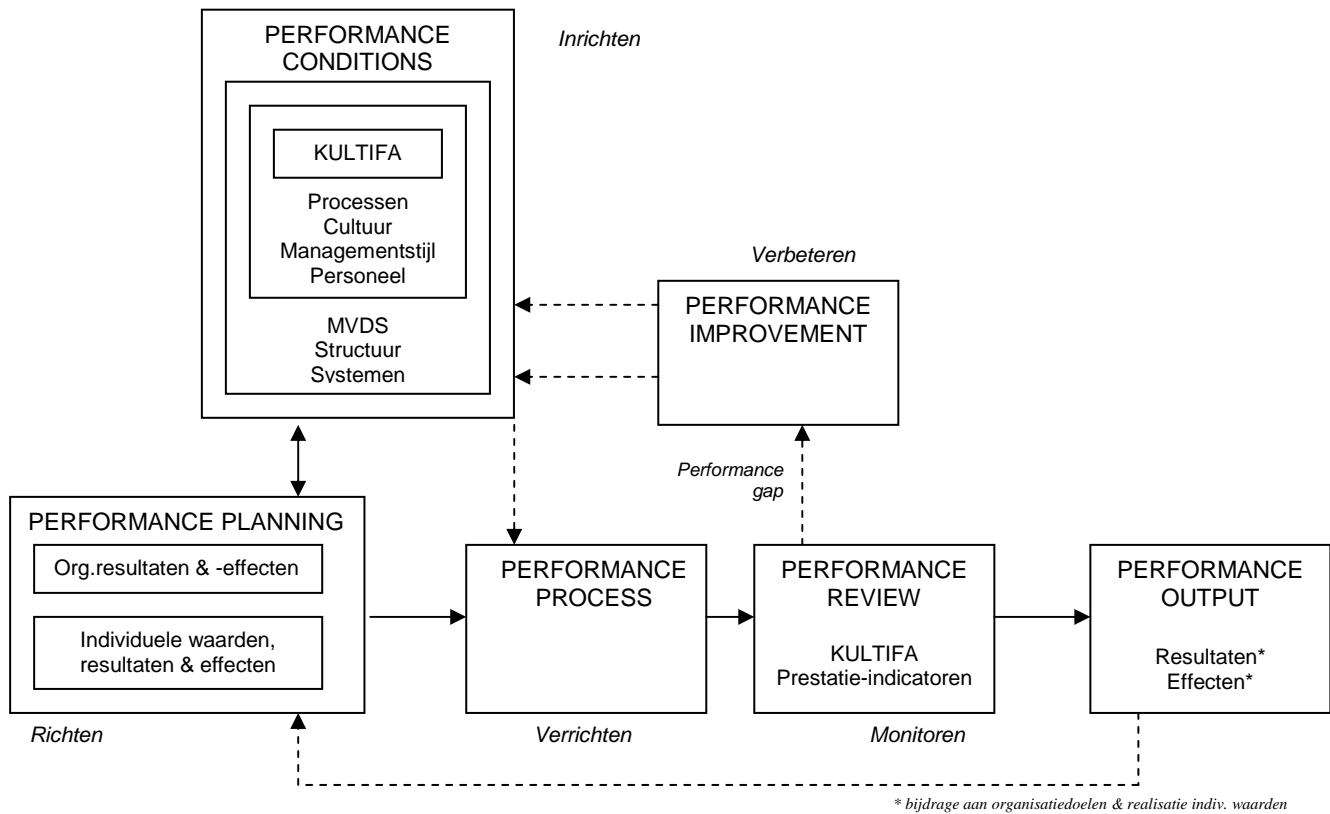 PERFORMANCE
CONDITIONS
Inrichten
KULTIFA
Processen
Cultuur
Managementstijl
Personeel
MVDS
Structuur
Systemen
Verbeteren
PERFORMANCE
IMPROVEMENT
Performance
gap
PERFORMANCE PLANNING
Org.resultaten & -effecten
Individuele waarden,
resultaten & effecten
Richten
PERFORMANCE
PROCESS
Verrichten
PERFORMANCE
REVIEW
KULTIFA
Prestatie-indicatoren
Monitoren
PERFORMANCE
OUTPUT
Resultaten*
Effecten*
* bijdrage aan organisatiedoelen & realisatie indiv. waarden